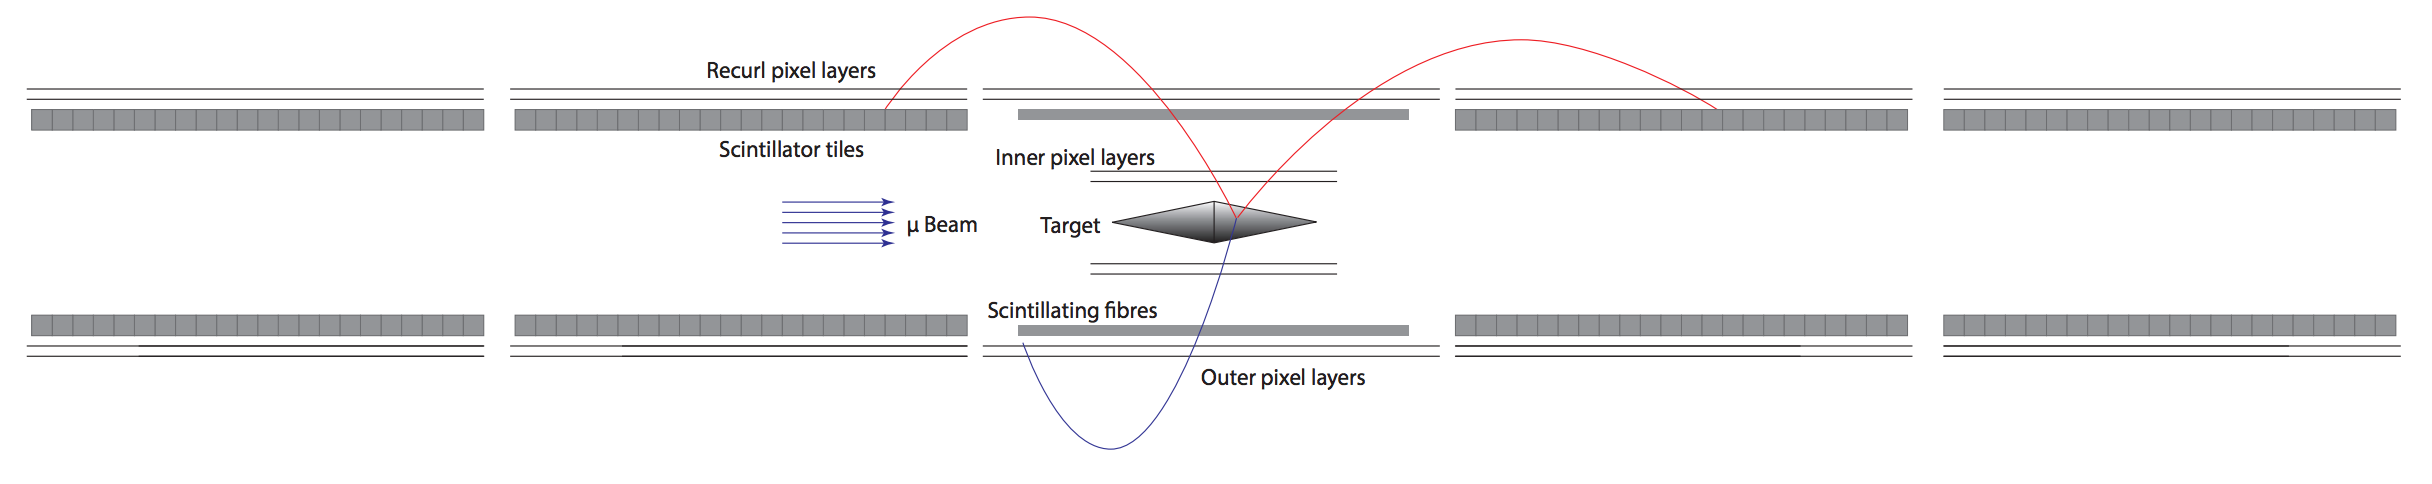 Recurl pixel layers
Scintillator tiles
Inner pixel layers
μ Beam
Target
Scintillating fibres
Outer pixel layers